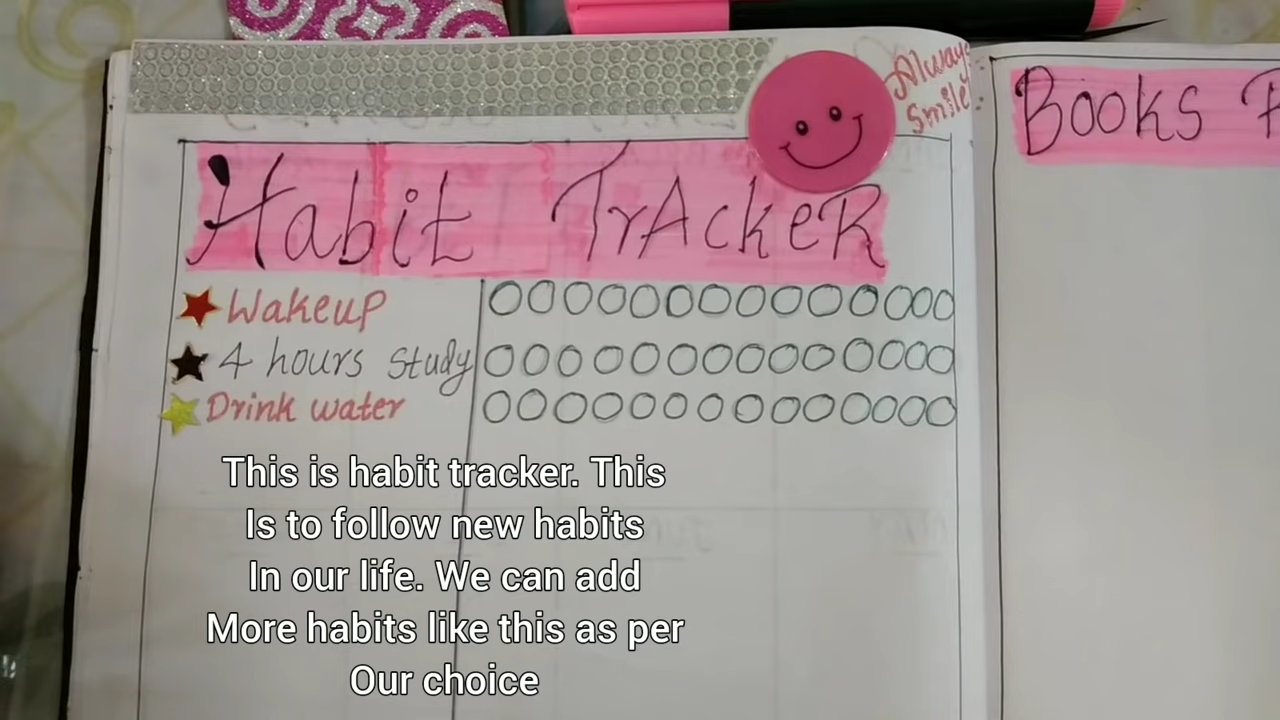 Always
Smile
Habit TrAckeR
Books
Wakeup
4 hours Study
Drink water
This is habit tracker. This
Is to follow new habits
In our life. We can add
More habits like this as per
Our choice